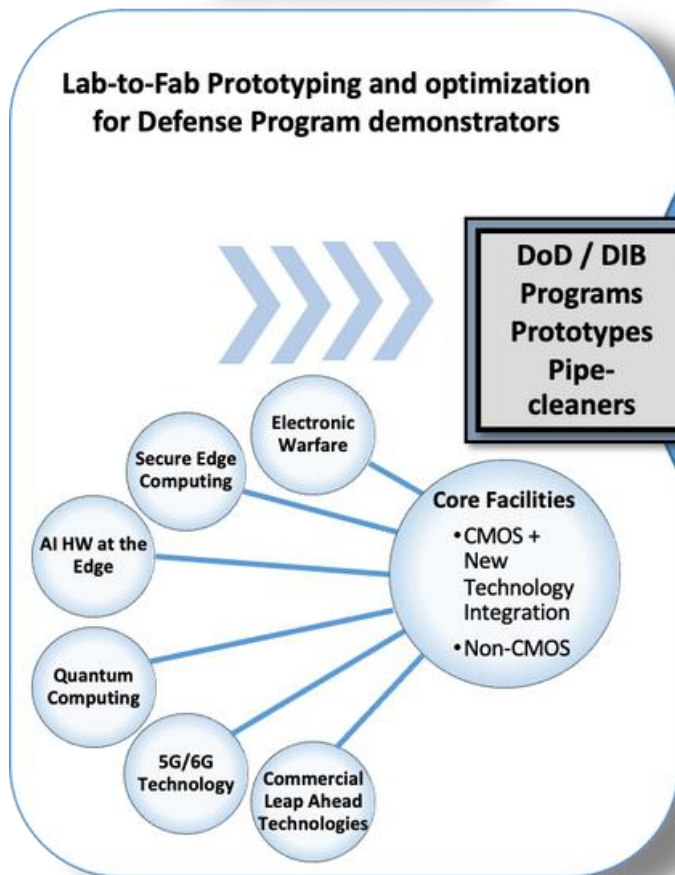 Lab-to-Fab Prototyping and optimization
for Defense Program demonstrators
DoD / DIB
Programs
Prototypes
Pipe-
cleaners
Electronic
Warfare
Secure Edge
Computing
AI HW at the
Edge
Quantum
Computing
5G/6G
Technology
Commercial
Leap Ahead
Technologies
Core Facilities
•CMOS +
New
Technology
Integration
•Non-CMOS